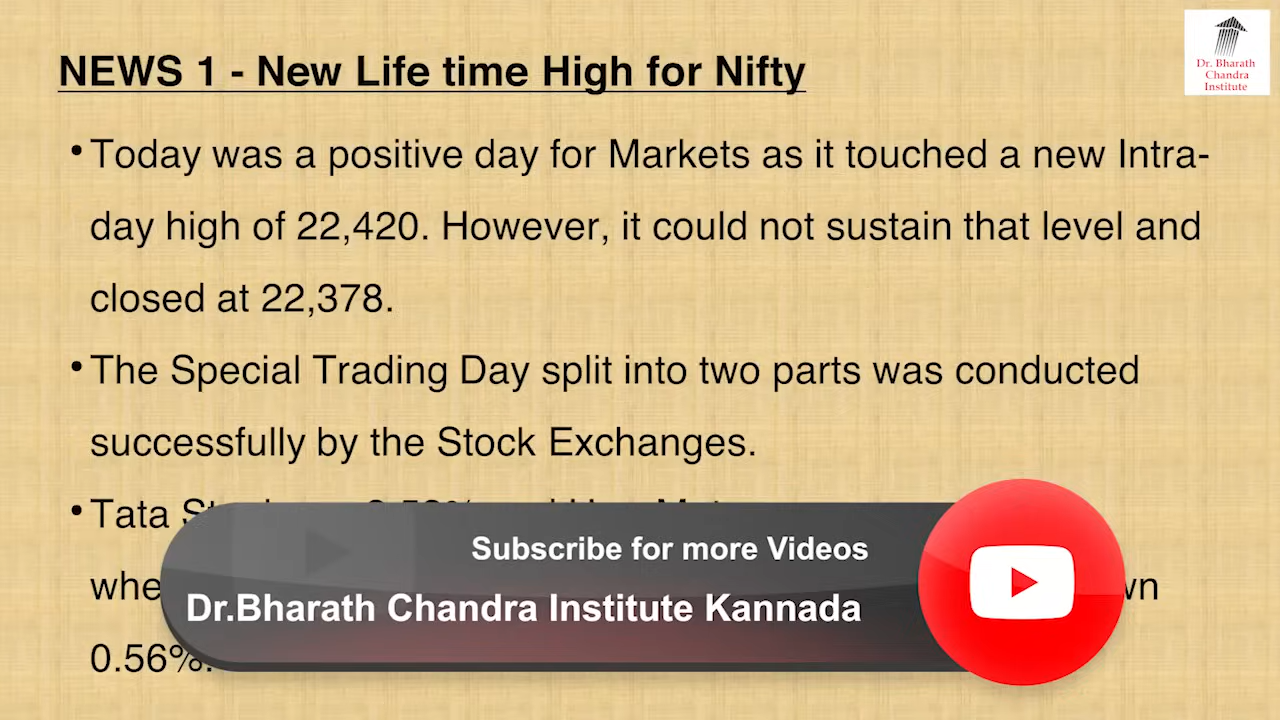 NEWS 1 - New Life time High for Nifty
Dr. Bharath
Chandra
Institute
• Today was a positive day for Markets as it touched a new Intra-
day high of 22,420. However, it could not sustain that level and
closed at 22,378.
• The Special Trading Day split into two parts was conducted
successfully by the Stock Exchanges.
• Tata
Subscribe for more Videos
Dr.Bharath Chandra Institute Kannada
0.56%.